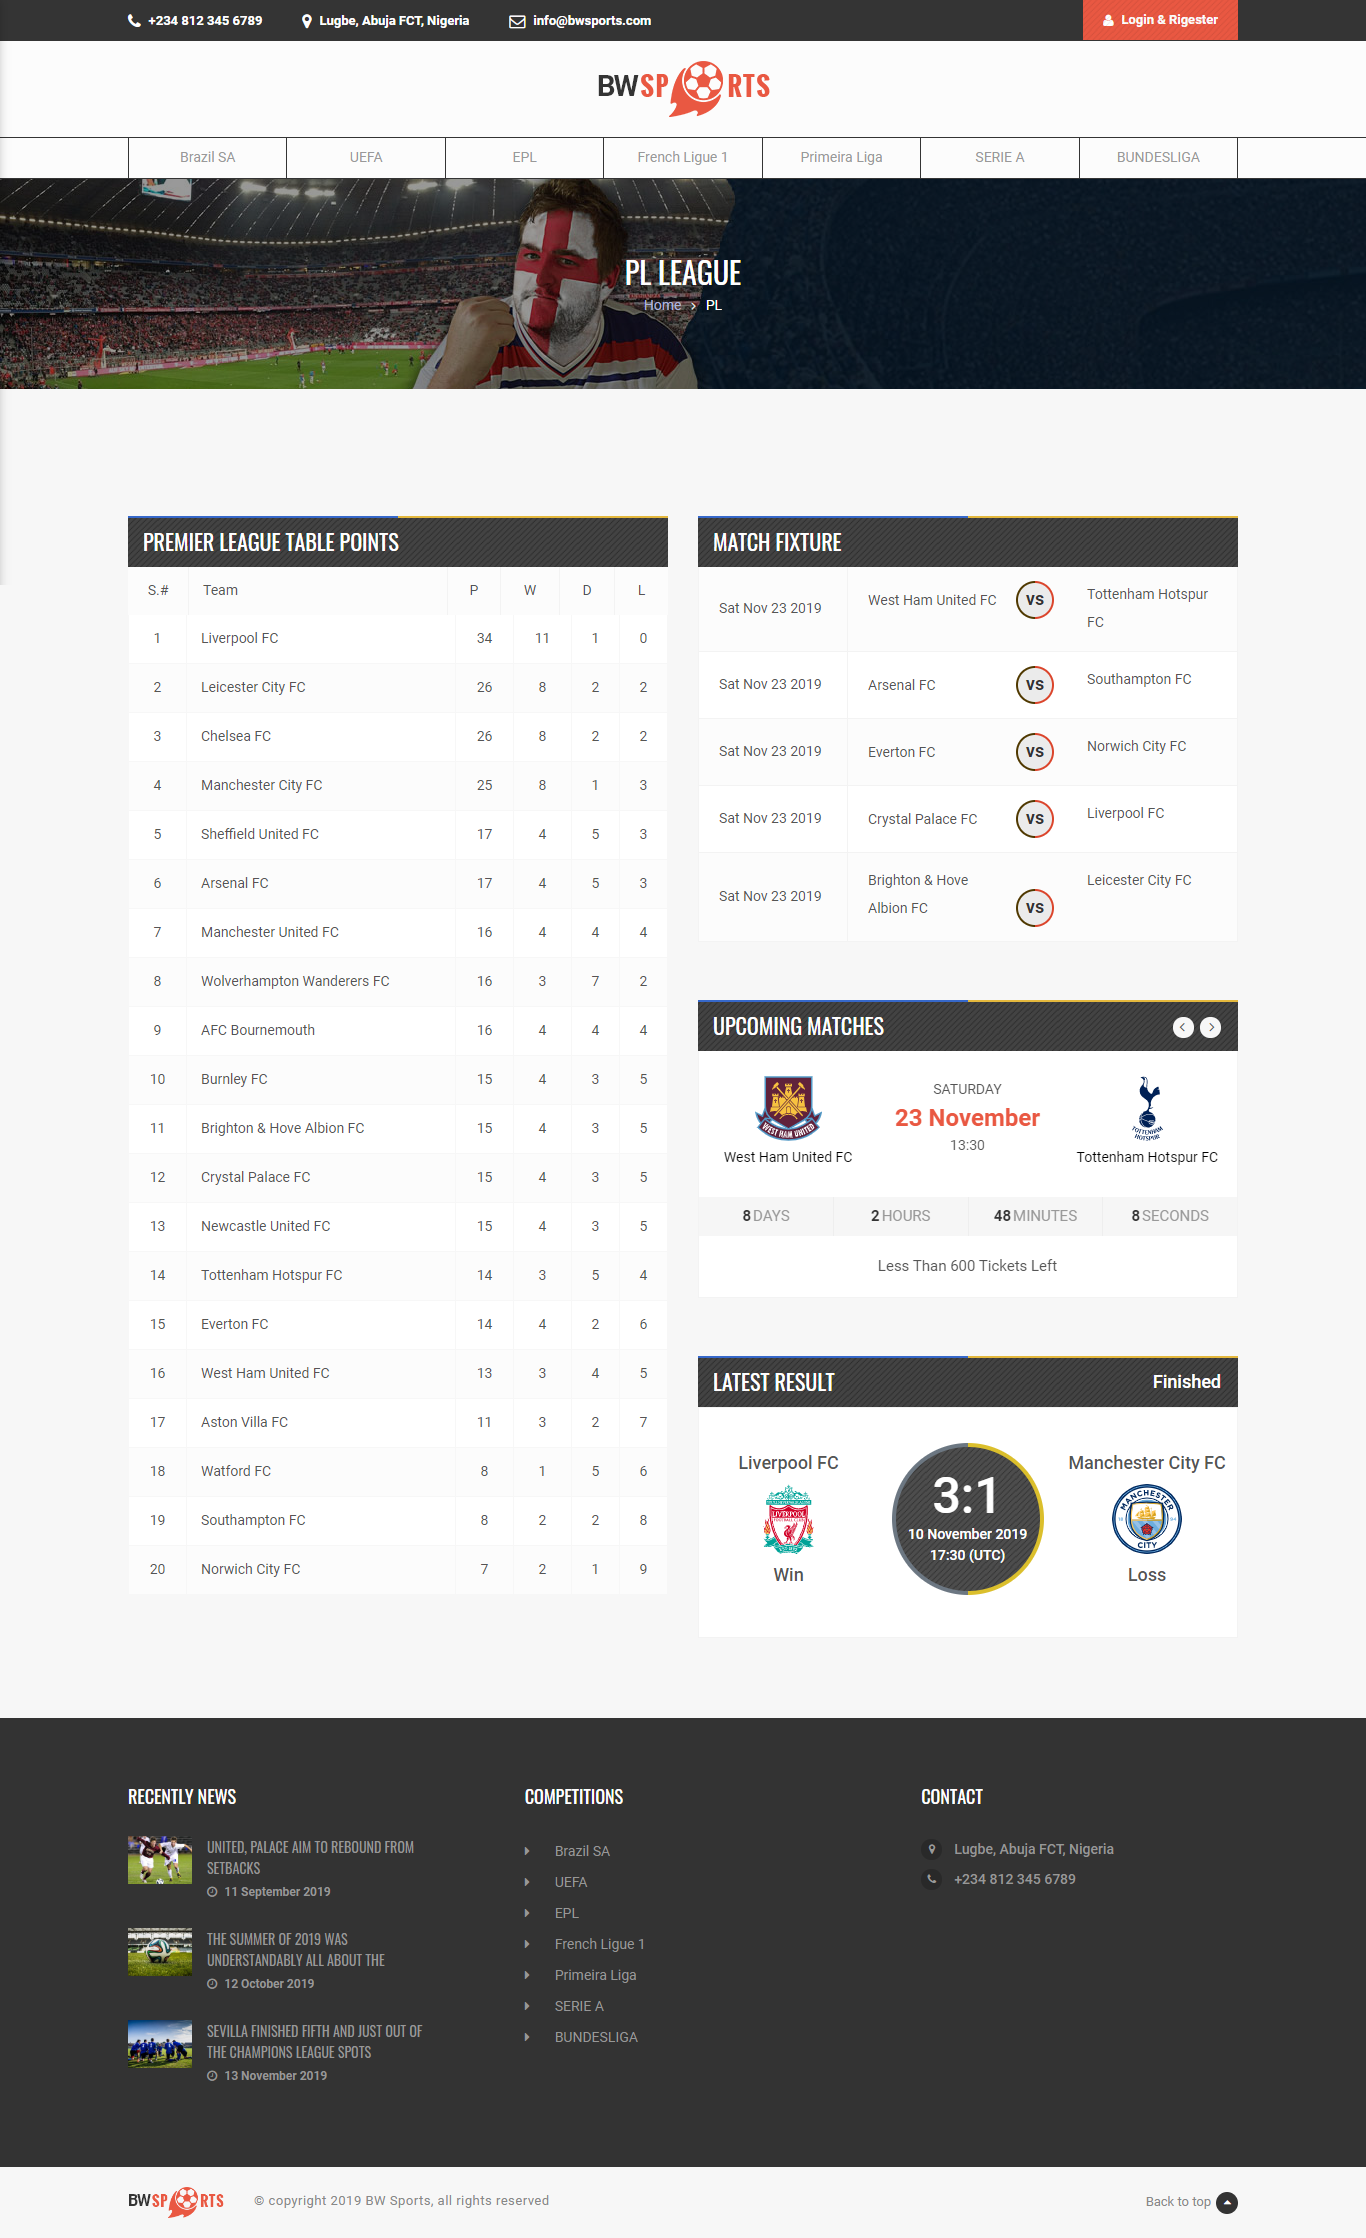 +234 812 345 6789 Lugbe, Abuja FCT, Nigeria info@bwsports.com Login & Rigester
BWSPRTS
Brazil SA UEFA EPL French Ligue 1 Primeira Liga SERIE A BUNDESLIGA
PL LEAGUE
Home PL
PREMIER LEAGUE TABLE POINTS
S.# Team P W D L
1 Liverpool FC 34 11 1 0
2 Leicester City FC 26 8 2 2
3 Chelsea FC 26 8 2 2
4 Manchester City FC 25 8 1 3
5 Sheffield United FC 17 4 5 3
6 Arsenal FC 17 4 5 3
7 Manchester United FC 16 4 4 4
8 Wolverhampton Wanderers FC 16 3 7 2
9 AFC Bournemouth 16 4 4 4
10 Burnley FC 15 4 3 5
11 Brighton & Hove Albion FC 15 4 3 5
12 Crystal Palace FC 15 4 3 5
13 Newcastle United FC 15 4 3 5
14 Tottenham Hotspur FC 14 3 5 4
15 Everton FC 14 4 2 6
16 West Ham United FC 13 3 4 5
17 Aston Villa FC 11 3 2 7
18 Watford FC 8 1 5 6
19 Southampton FC 8 2 2 8
20 Norwich City FC 7 2 1 9
MATCH FIXTURE
Sat Nov 23 2019 West Ham United FC VS Tottenham Hotspur
FC
Sat Nov 23 2019 Arsenal FC VS Southampton FC
Sat Nov 23 2019 Everton FC VS Norwich City FC
Sat Nov 23 2019 Crystal Palace FC VS Liverpool FC
Brighton & Hove Leicester City FC
Sat Nov 23 2019 Albion FC VS
UPCOMING MATCHES
WEST HAM UNITED
West Ham United FC
SATURDAY
23 November
13:30
TOTTENHAM
HOTSPUR
Tottenham Hotspur FC
8 DAYS 2 HOURS 48 MINUTES 8 SECONDS
Less Than 600 Tickets Left
LATEST RESULT Finished
Liverpool FC
LIVERPOOL
Win
3:1
10 November 2019
17:30 (UTC)
Manchester City FC
MANCHESTER
CITY
Loss
RECENTLY NEWS
UNITED, PALACE AIM TO REBOUND FROM
SETBACKS
11 September 2019
THE SUMMER OF 2019 WAS
UNDERSTANDABLY ALL ABOUT THE
12 October 2019
SEVILLA FINISHED FIFTH AND JUST OUT OF
THE CHAMPIONS LEAGUE SPOTS
13 November 2019
COMPETITIONS
Brazil SA
UEFA
EPL
French Ligue 1
Primeira Liga
SERIE A
BUNDESLIGA
CONTACT
Lugbe, Abuja FCT, Nigeria
+234 812 345 6789
BWSPRTS © copyright 2019 BW Sports, all rights reserved Back to top